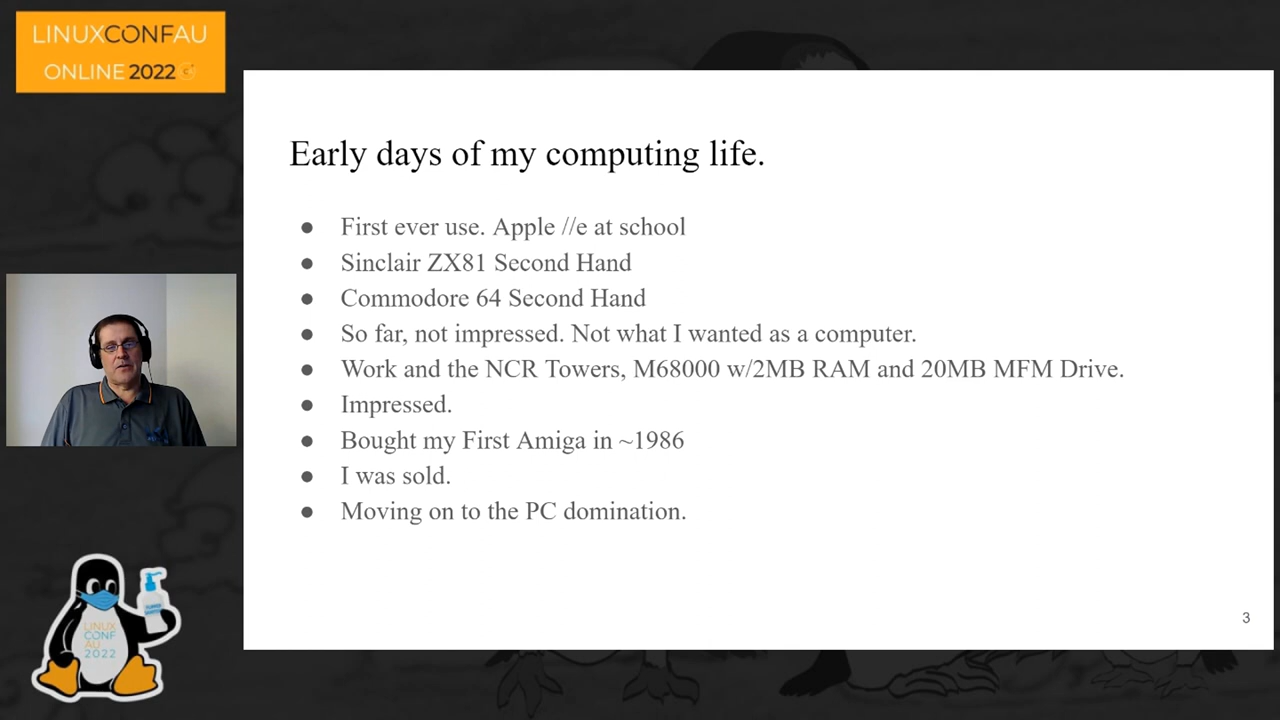 LINUXCONFAU
ONLINE 2022
Early days of my computing life.
● First ever use. Apple //e at school
● Sinclair ZX81 Second Hand
● Commodore 64 Second Hand
● So far, not impressed. Not what I wanted as a computer.
● Work and the NCR Towers, M68000 w/2MB RAM and 20MB MFM Drive.
● Impressed.
● Bought my First Amiga in ~1986
● I was sold.
● Moving on to the PC domination.
3
LINUX
CONF
AU
2022